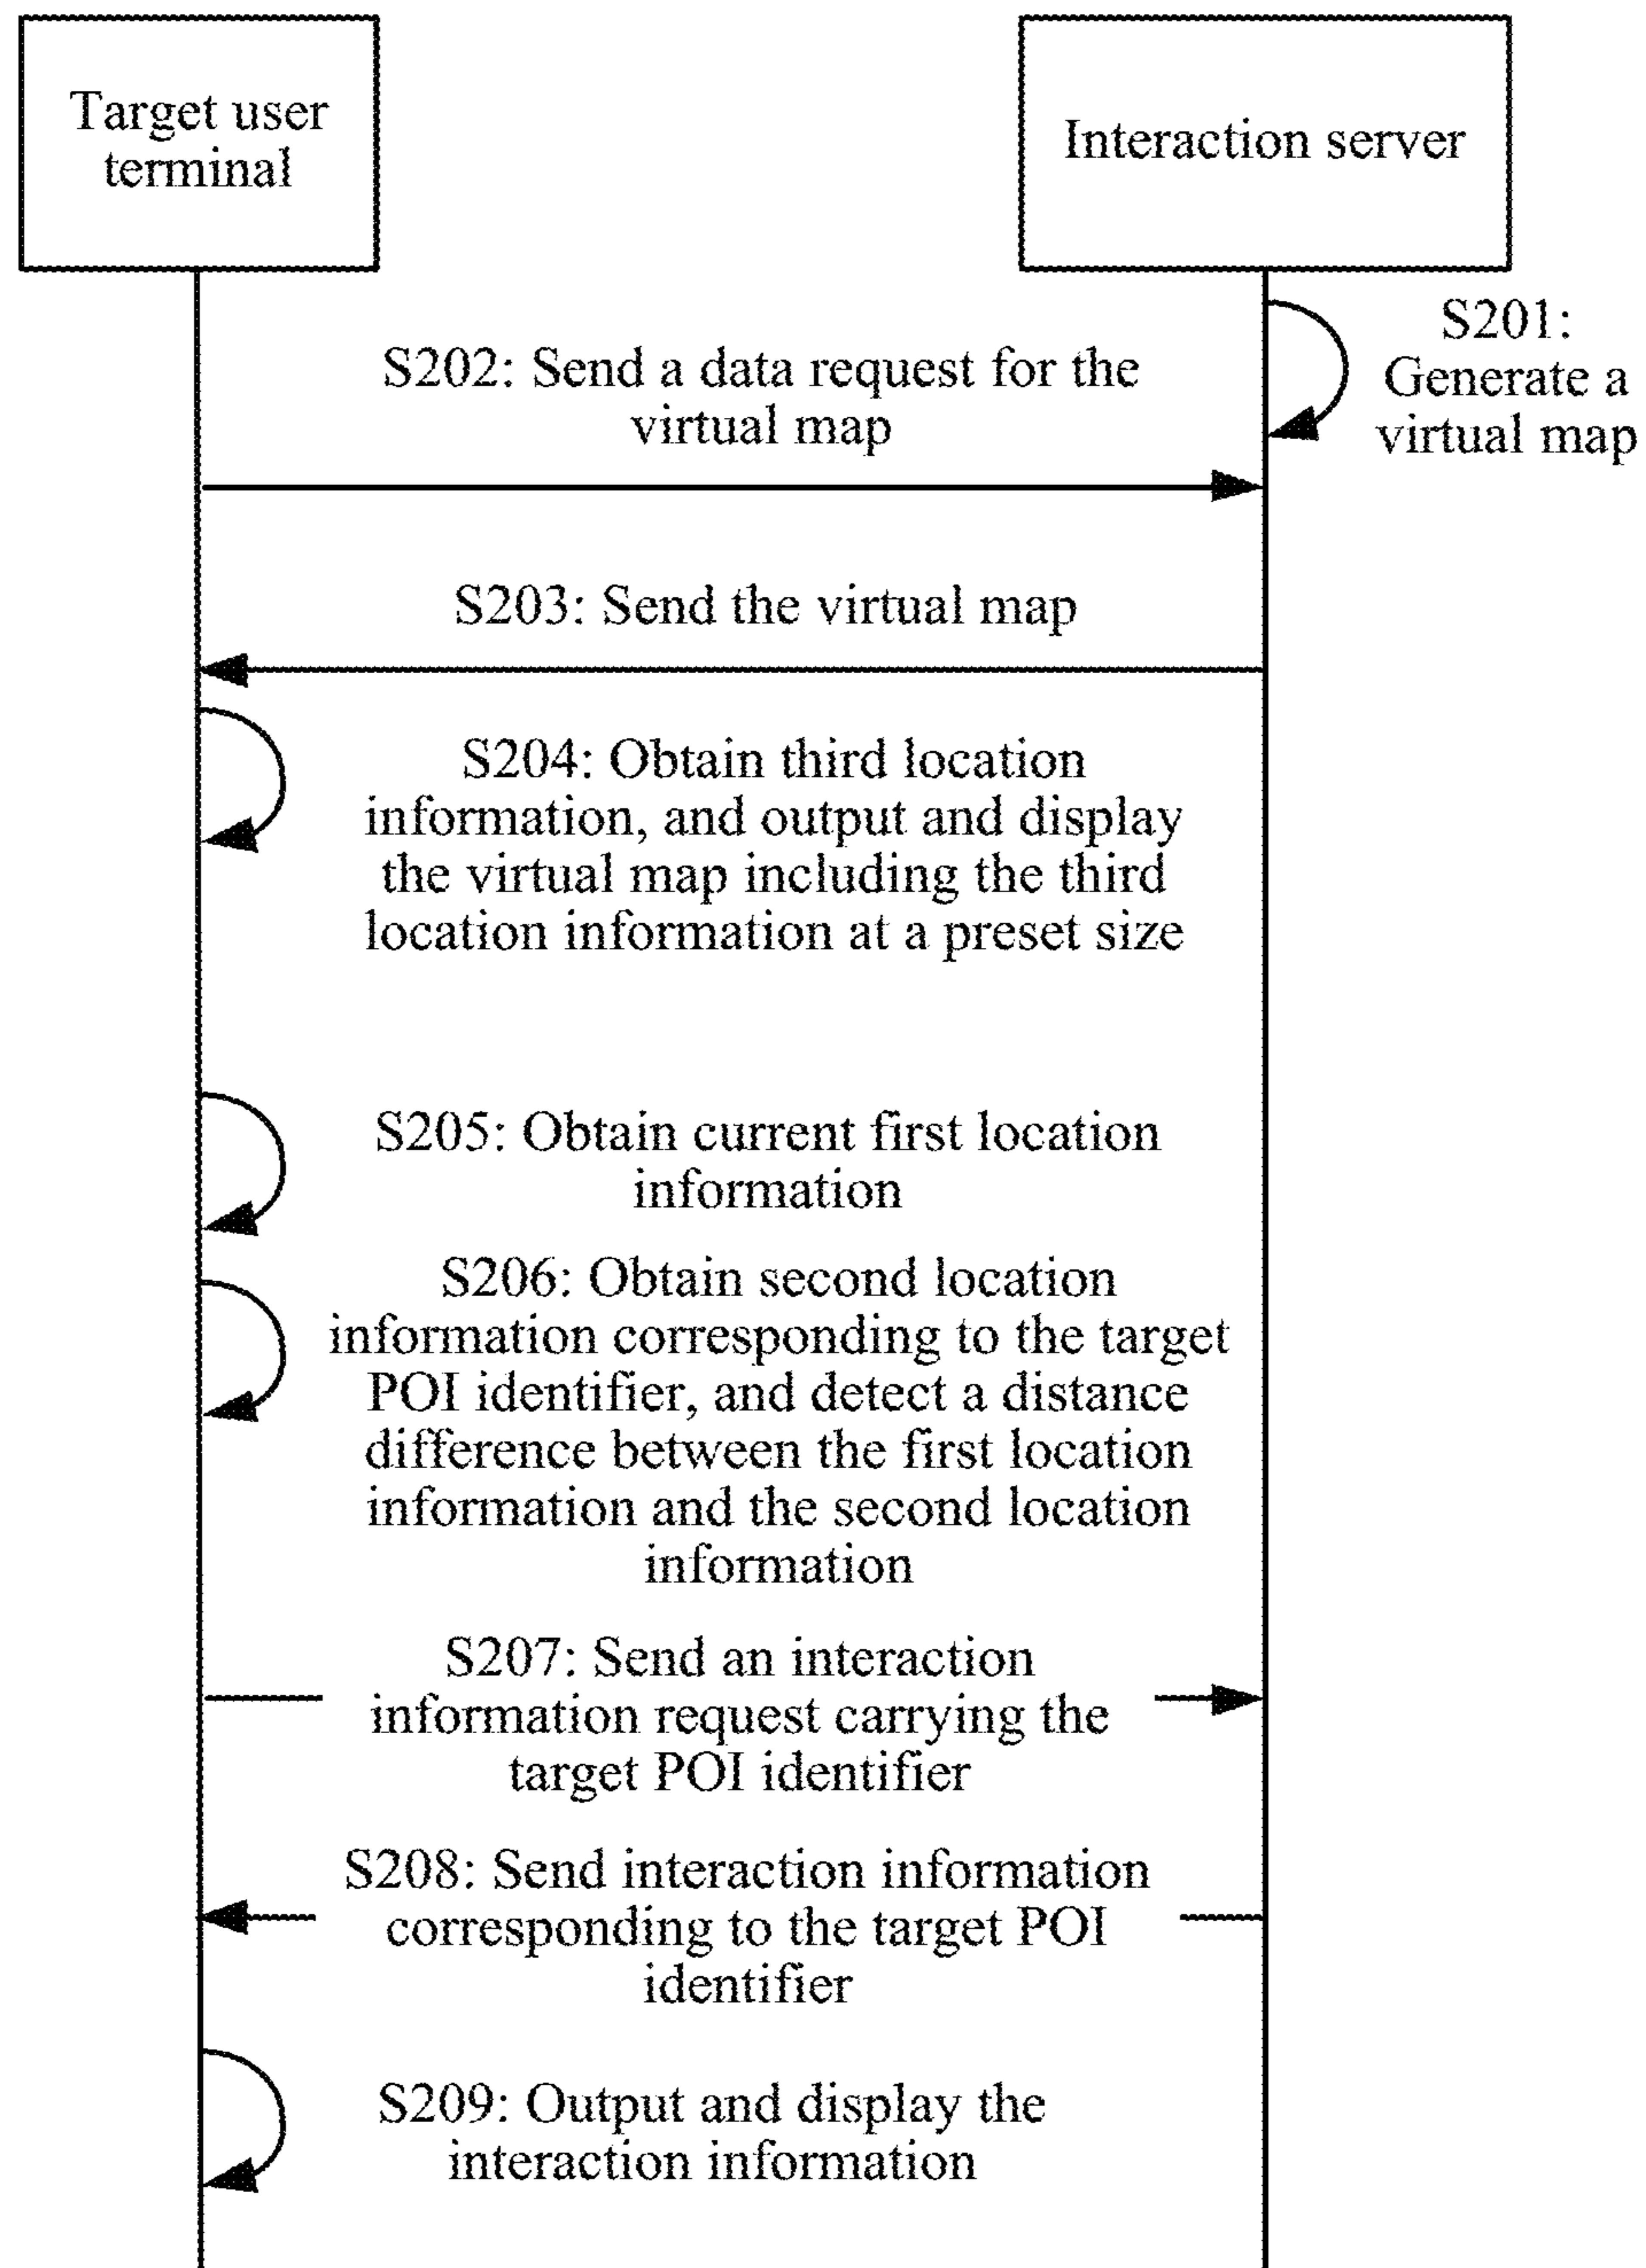 Target user
terminal
Interaction server
S201:
Generate a
virtual map
S202: Send a data request for the
virtual map
S203: Send the virtual map
S204: Obtain third location
information, and output and display
the virtual map including the third
location information at a preset size
S205: Obtain current first location
information
S206: Obtain second location
information corresponding to the target
POI identifier, and detect a distance
difference between the first location
information and the second location
information
S207: Send an interaction
information request carrying the
target POI identifier
S208: Send interaction information
corresponding to the target POI
identifier
S209: Output and display the
interaction information